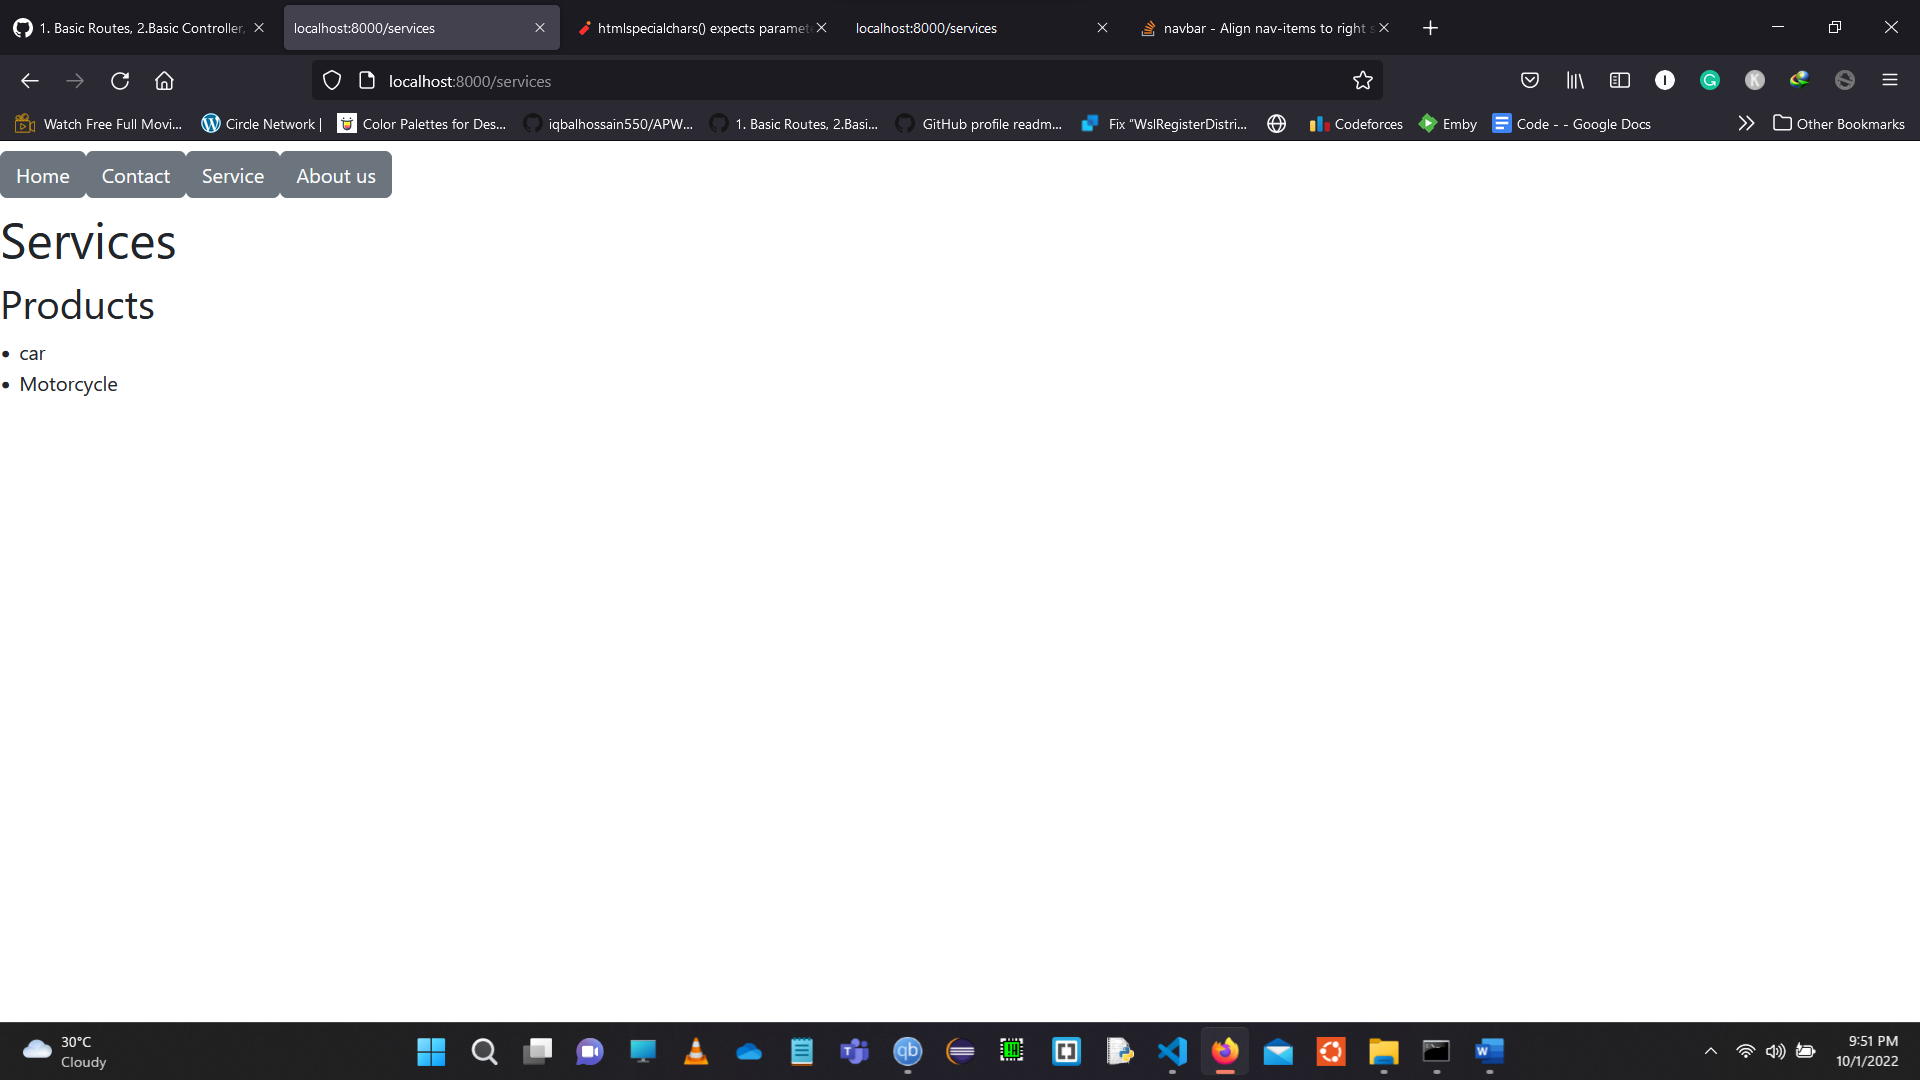 1. Basic Routes, 2.Basic Controller,
localhost:8000/services
htmlspecialchars() expects paramete
localhost:8000/services
navbar - Align nav-items to right s
localhost:8000/services
Watch Free Full Movi...
Circle Network |
Color Palettes for Des...
iqbalhossain550/APW...
1. Basic Routes, 2.Basi...
GitHub profile readm...
Fix “WslRegisterDistri...
Codeforces
Emby
Code - - Google Docs
Other Bookmarks
Home
Contact
Service
About us
Services
Products
• car
• Motorcycle
30°C
Cloudy
9:51 PM
10/1/2022